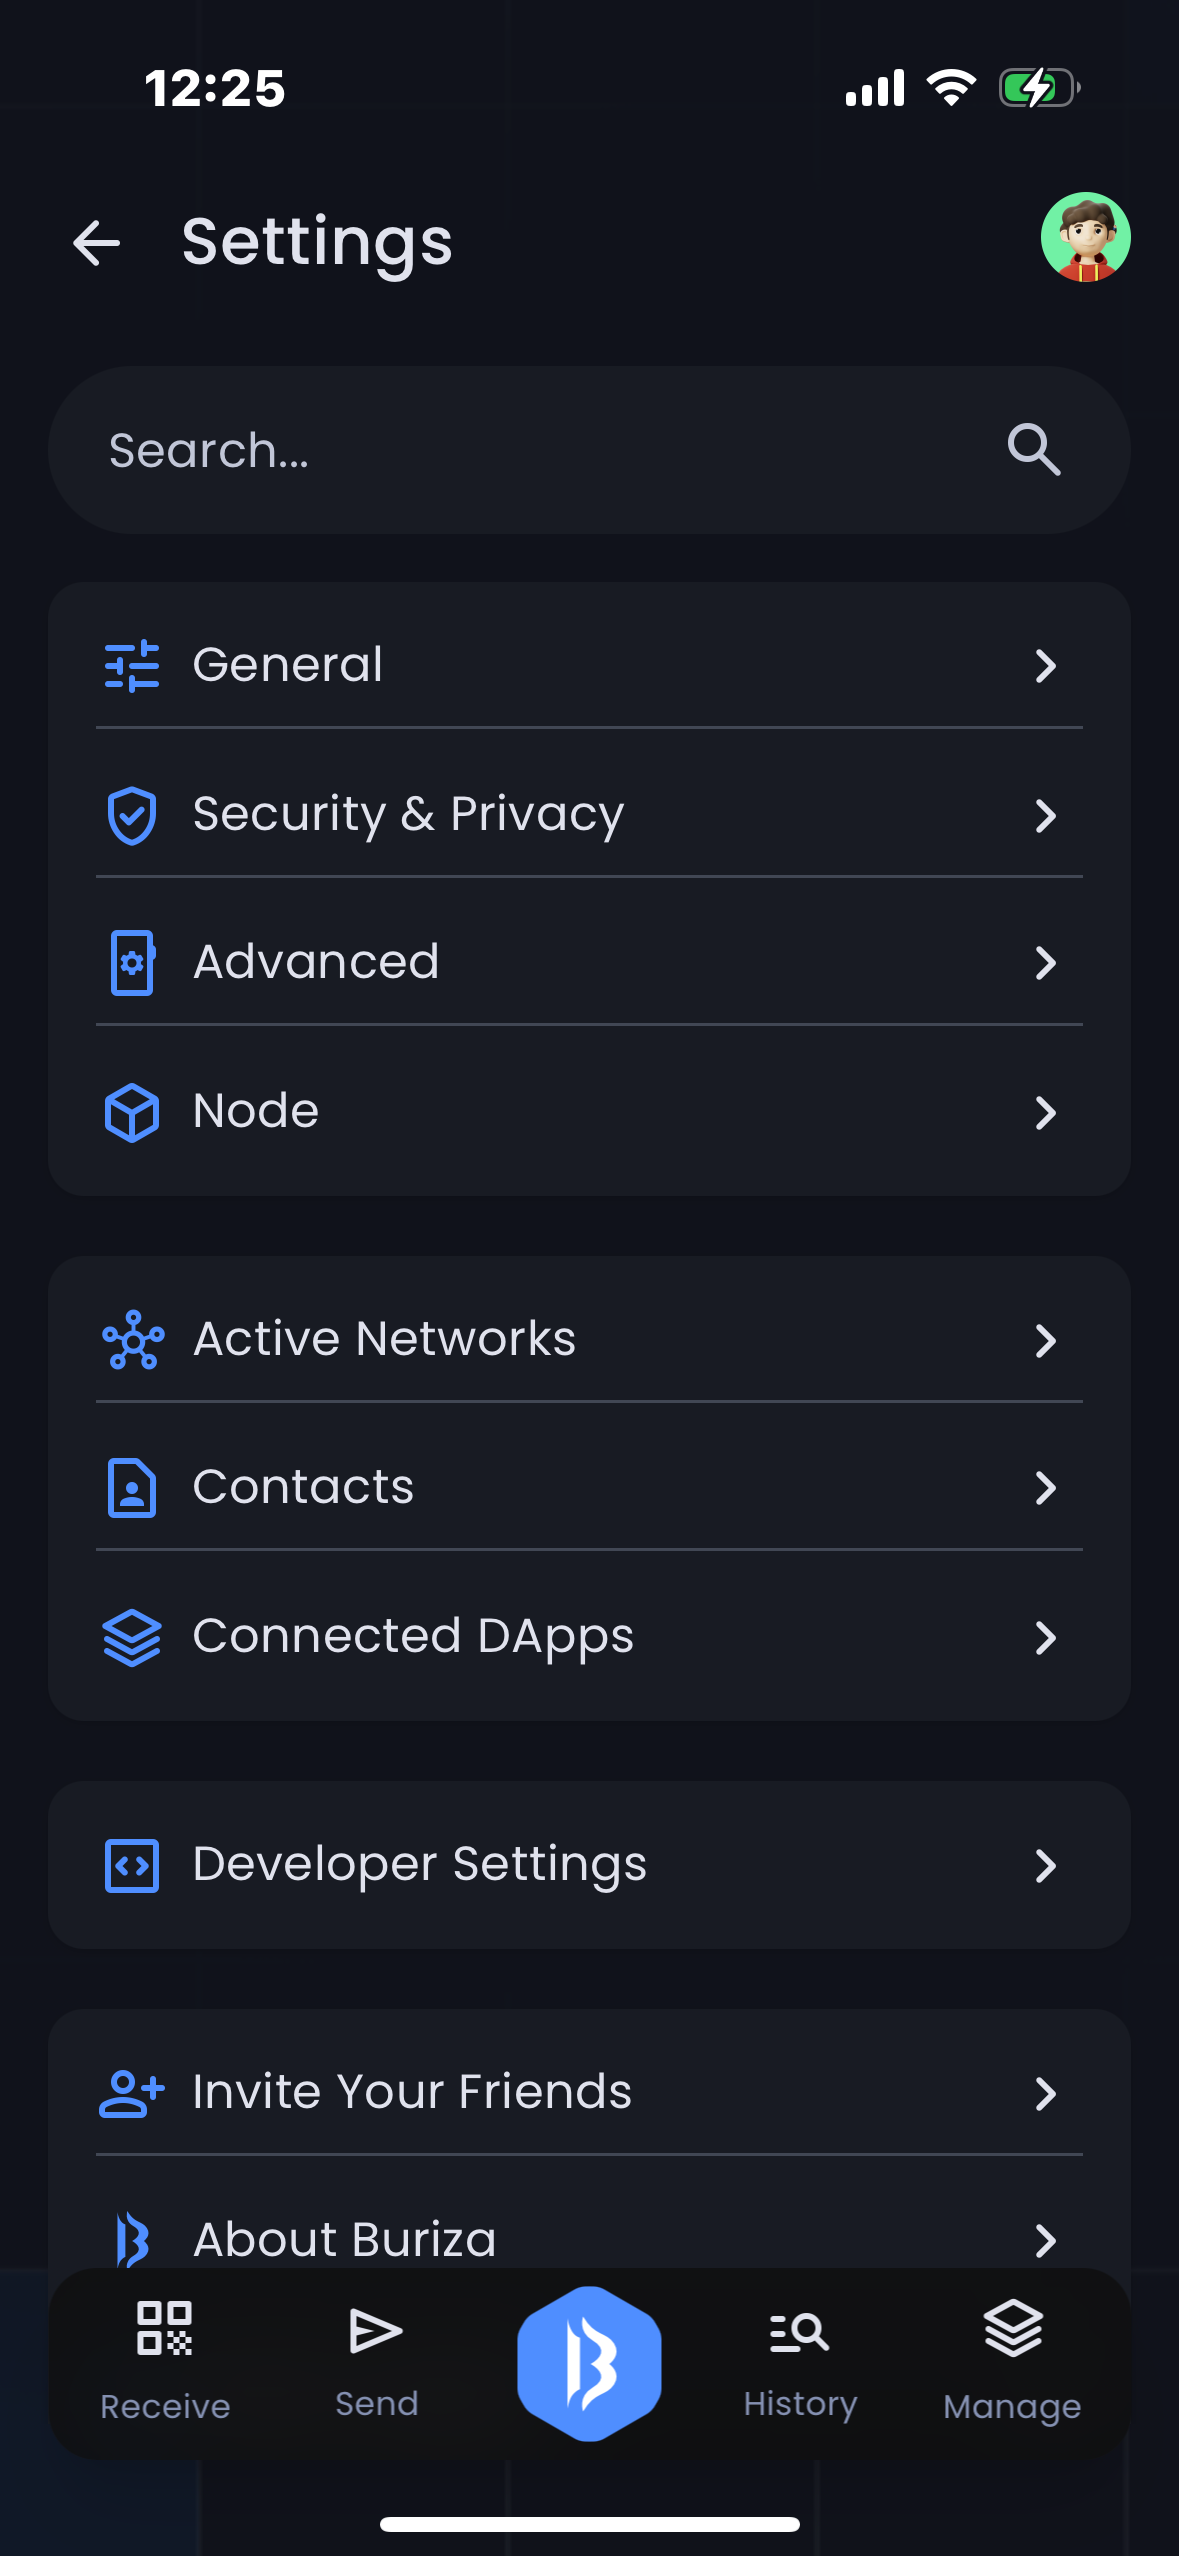 12:25
Settings
Search...
General
Security & Privacy
Advanced
Node
Active Networks
Contacts
Connected DApps
Developer Settings
Invite Your Friends
About Buriza
Receive
Send
History
Manage